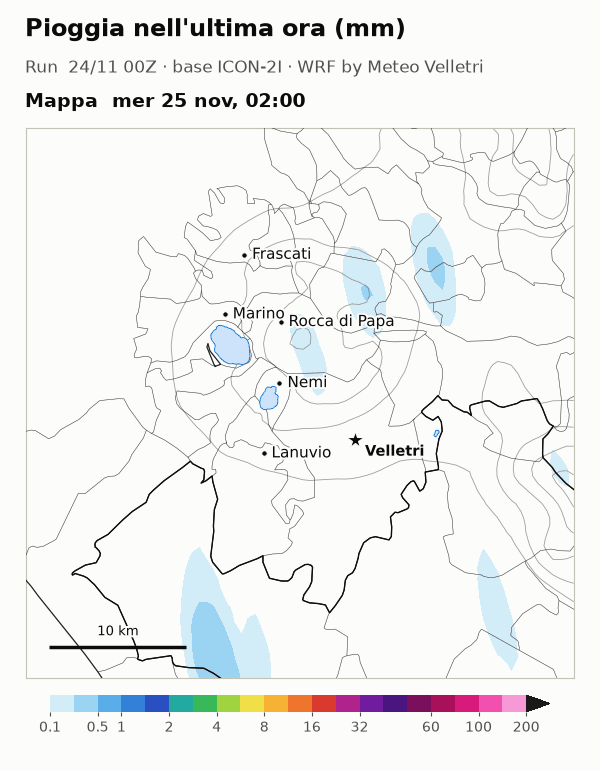 Pioggia nell'ultima ora (mm)
Run  24/11 00Z · base ICON-2I · WRF by Meteo Velletri
Mappa  mer 25 nov, 02:00
Frascati
Marino
Rocca di Papa
Nemi
Velletri
Lanuvio
10 km
0.1 0.5 1 2 4 8 16 32 60 100 200